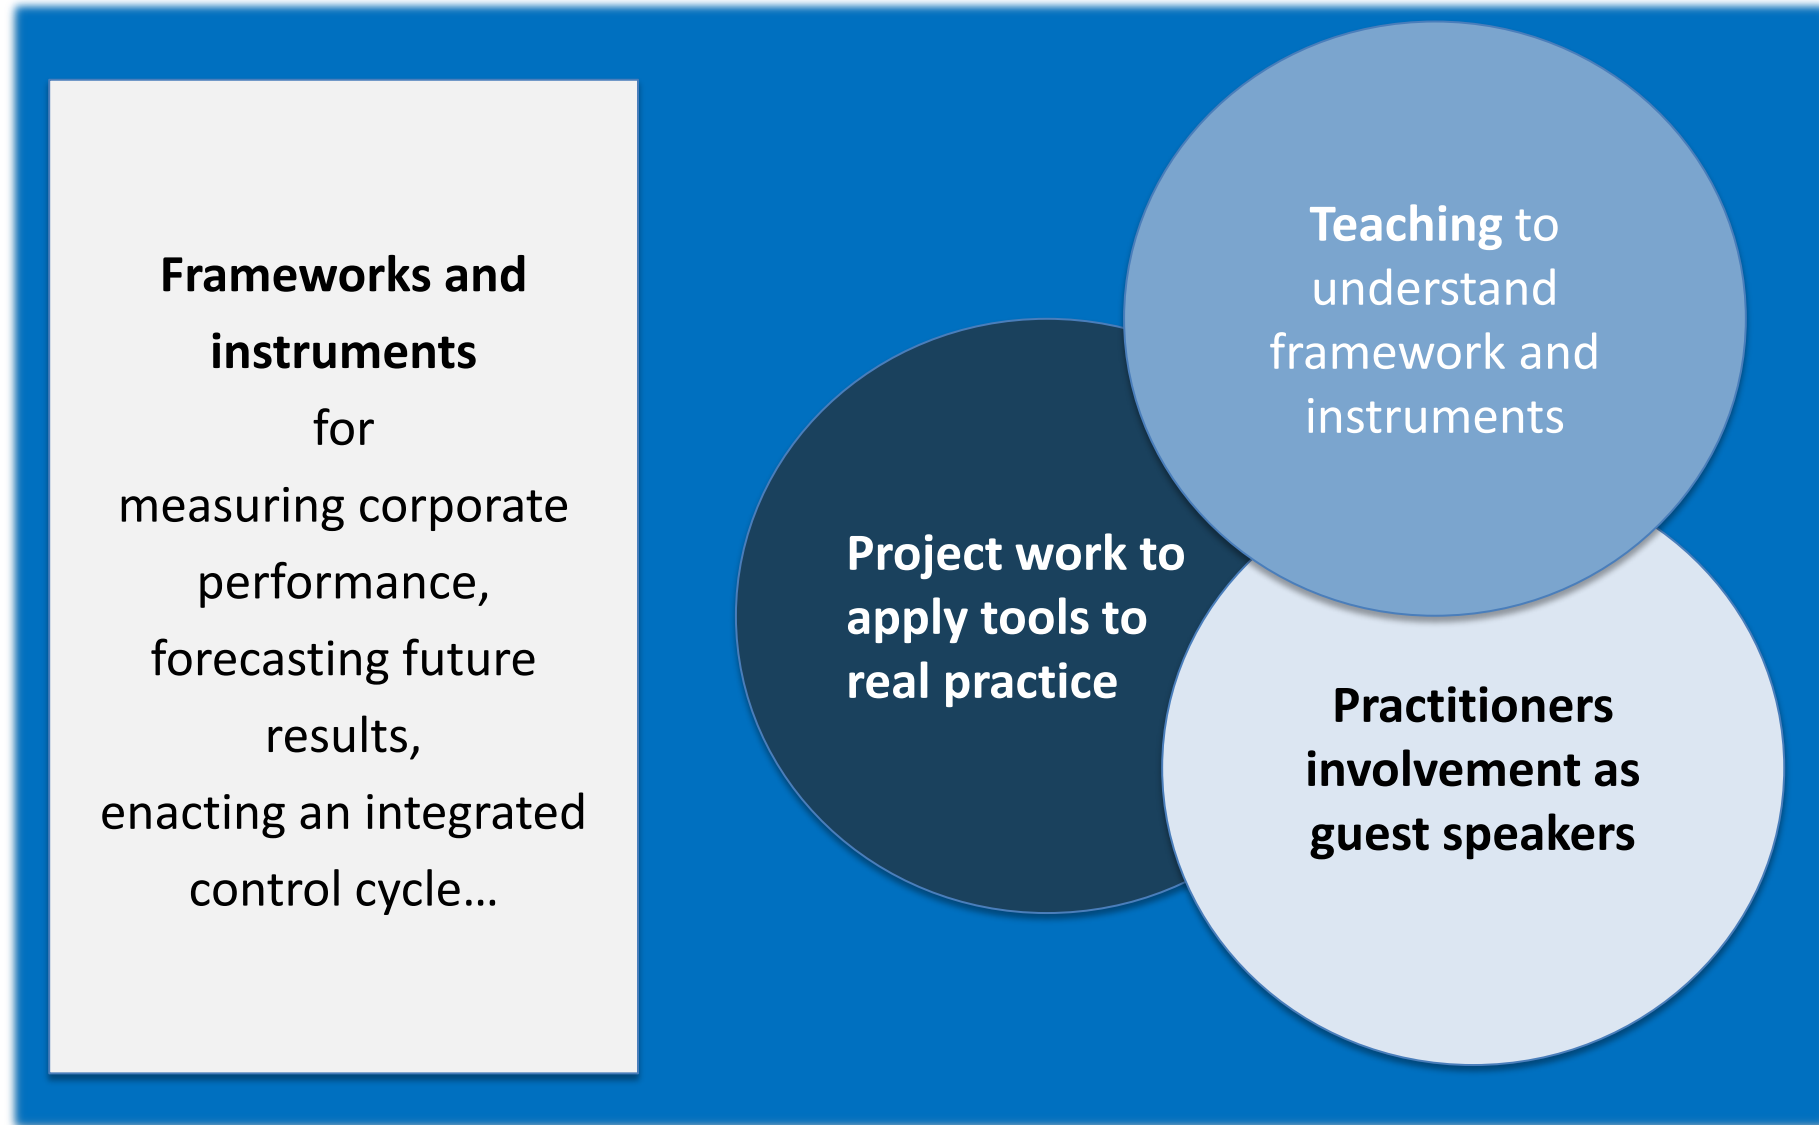 Frameworks and
instruments
for
measuring corporate
performance,
forecasting future
results,
enacting an integrated
control cycle…
Teaching to
understand
framework and
instruments
Project work to
apply tools to
real practice
Practitioners
involvement as
guest speakers